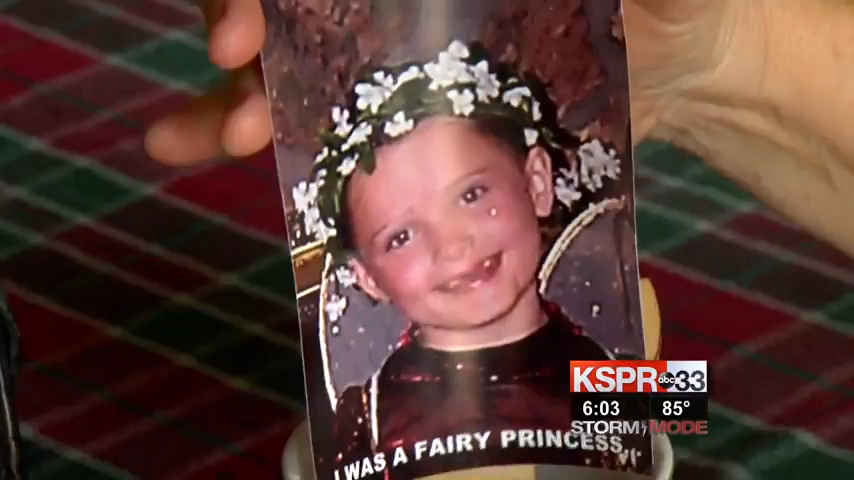 KSPR abc 33
6:03 85°
STORM MODE
I WAS A FAIRY PRINCESS,